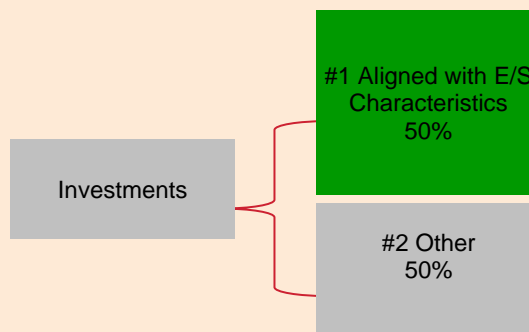 #1 Aligned with E/S
Characteristics
50%
Investments
#2 Other
50%